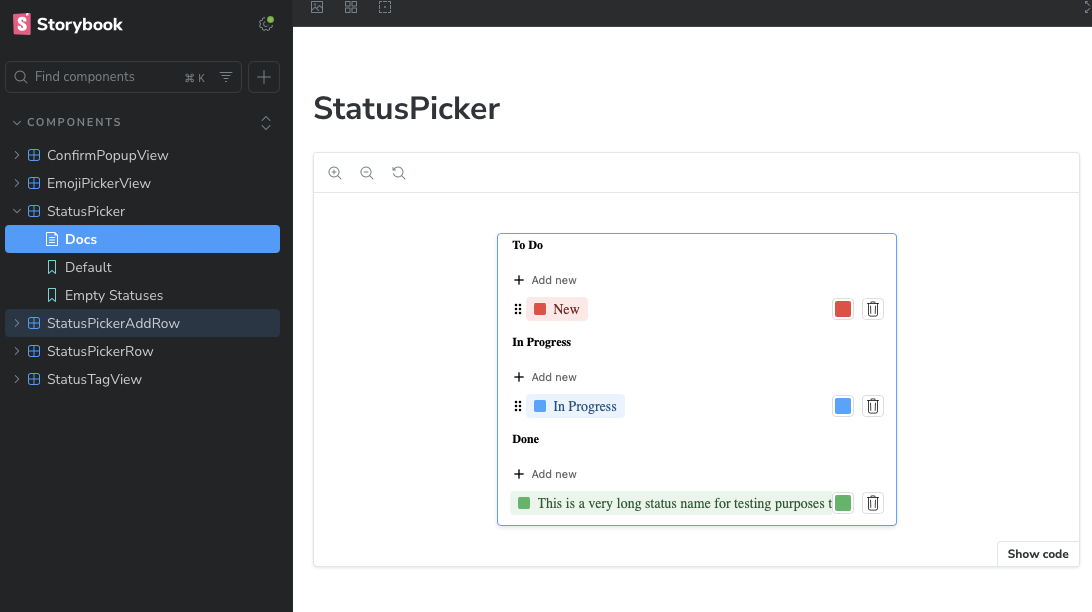 Storybook
Find components
⌘ K
COMPONENTS
ConfirmPopupView
EmojiPickerView
StatusPicker
Docs
Default
Empty Statuses
StatusPickerAddRow
StatusPickerRow
StatusTagView
StatusPicker
To Do
Add new
New
In Progress
Add new
In Progress
Done
Add new
This is a very long status name for testing purposes t
Show code